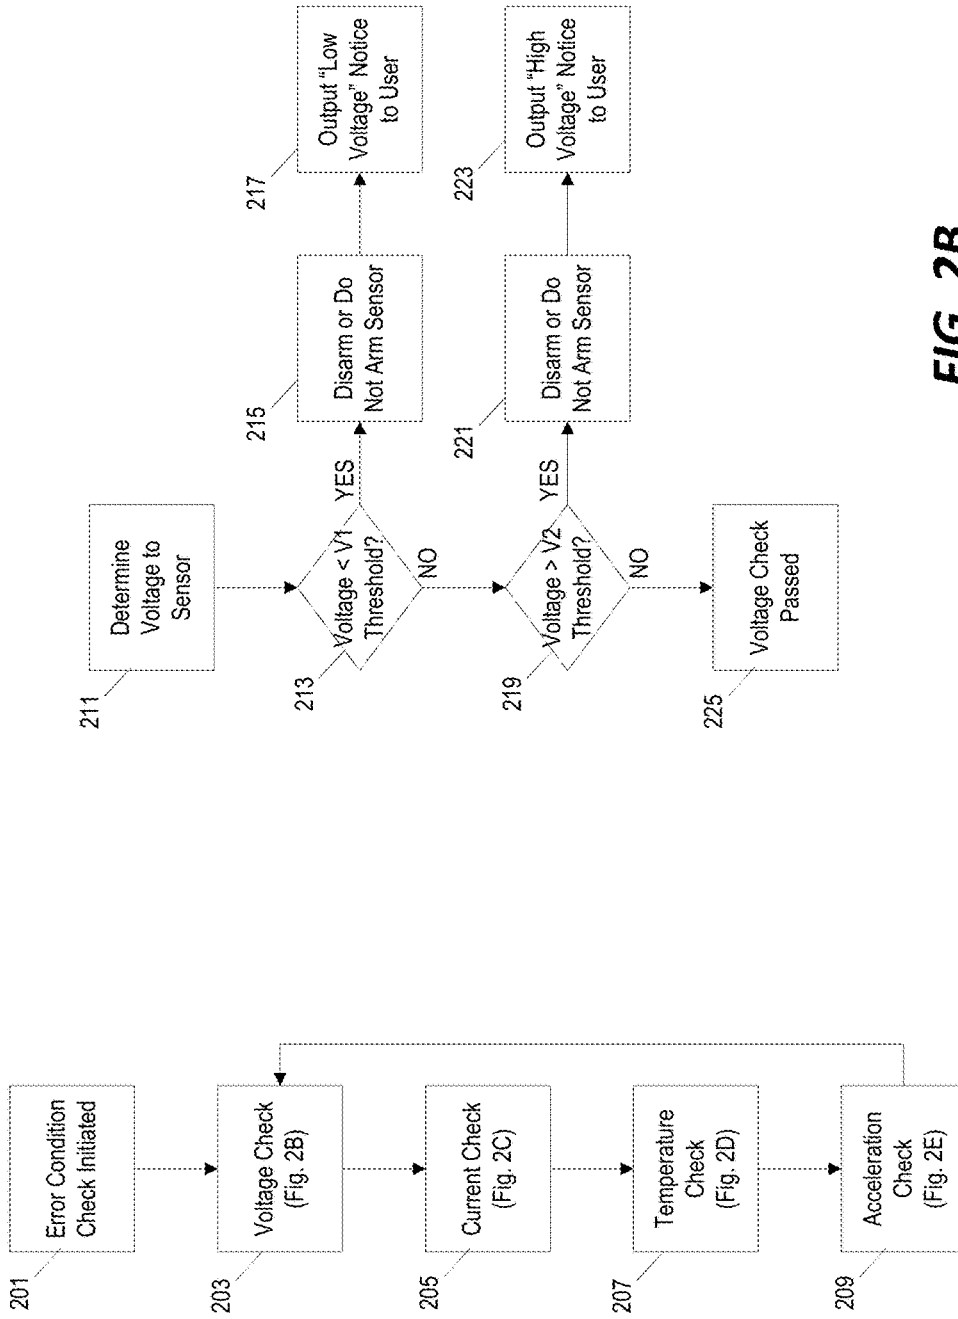 201
Error Condition
Check Initiated
203
Voltage Check
(Fig. 2B)
205
Current Check
(Fig. 2C)
207
Temperature
Check
(Fig. 2D)
209
Acceleration
Check
(Fig. 2E)
211
Determine
Voltage to
Sensor
213
Voltage < V1
Threshold?
YES
NO
215
Disarm or Do
Not Arm Sensor
217
Output “Low
Voltage” Notice
to User
219
Voltage > V2
Threshold?
YES
NO
221
Disarm or Do
Not Arm Sensor
223
Output “High
Voltage” Notice
to User
225
Voltage Check
Passed
FIG. 2B